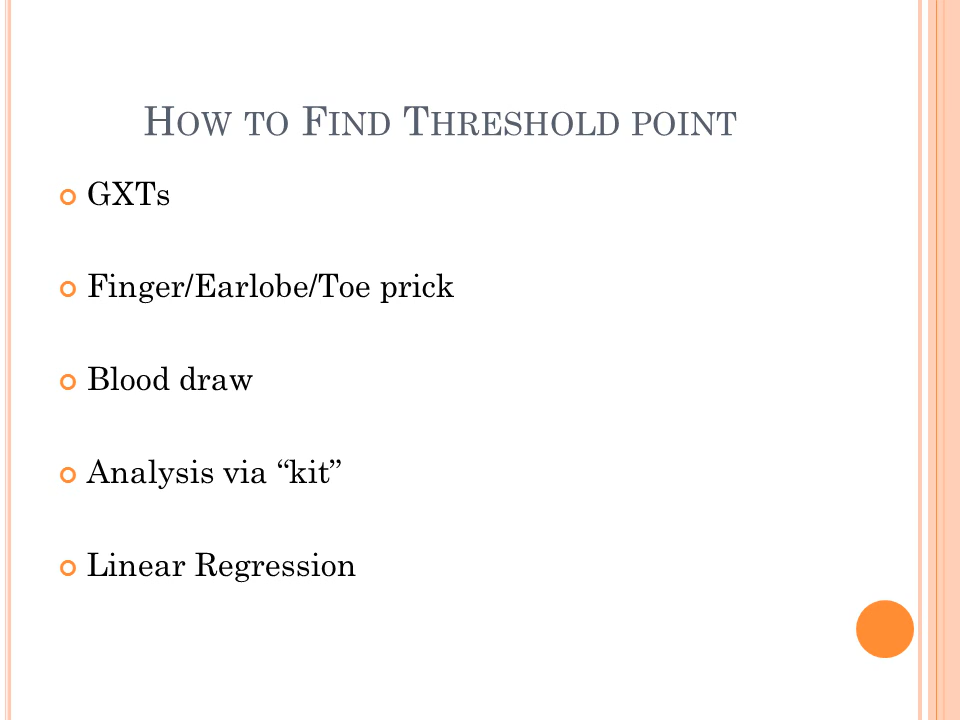 How to Find Threshold point
GXTs
Finger/Earlobe/Toe prick
Blood draw
Analysis via “kit”
Linear Regression